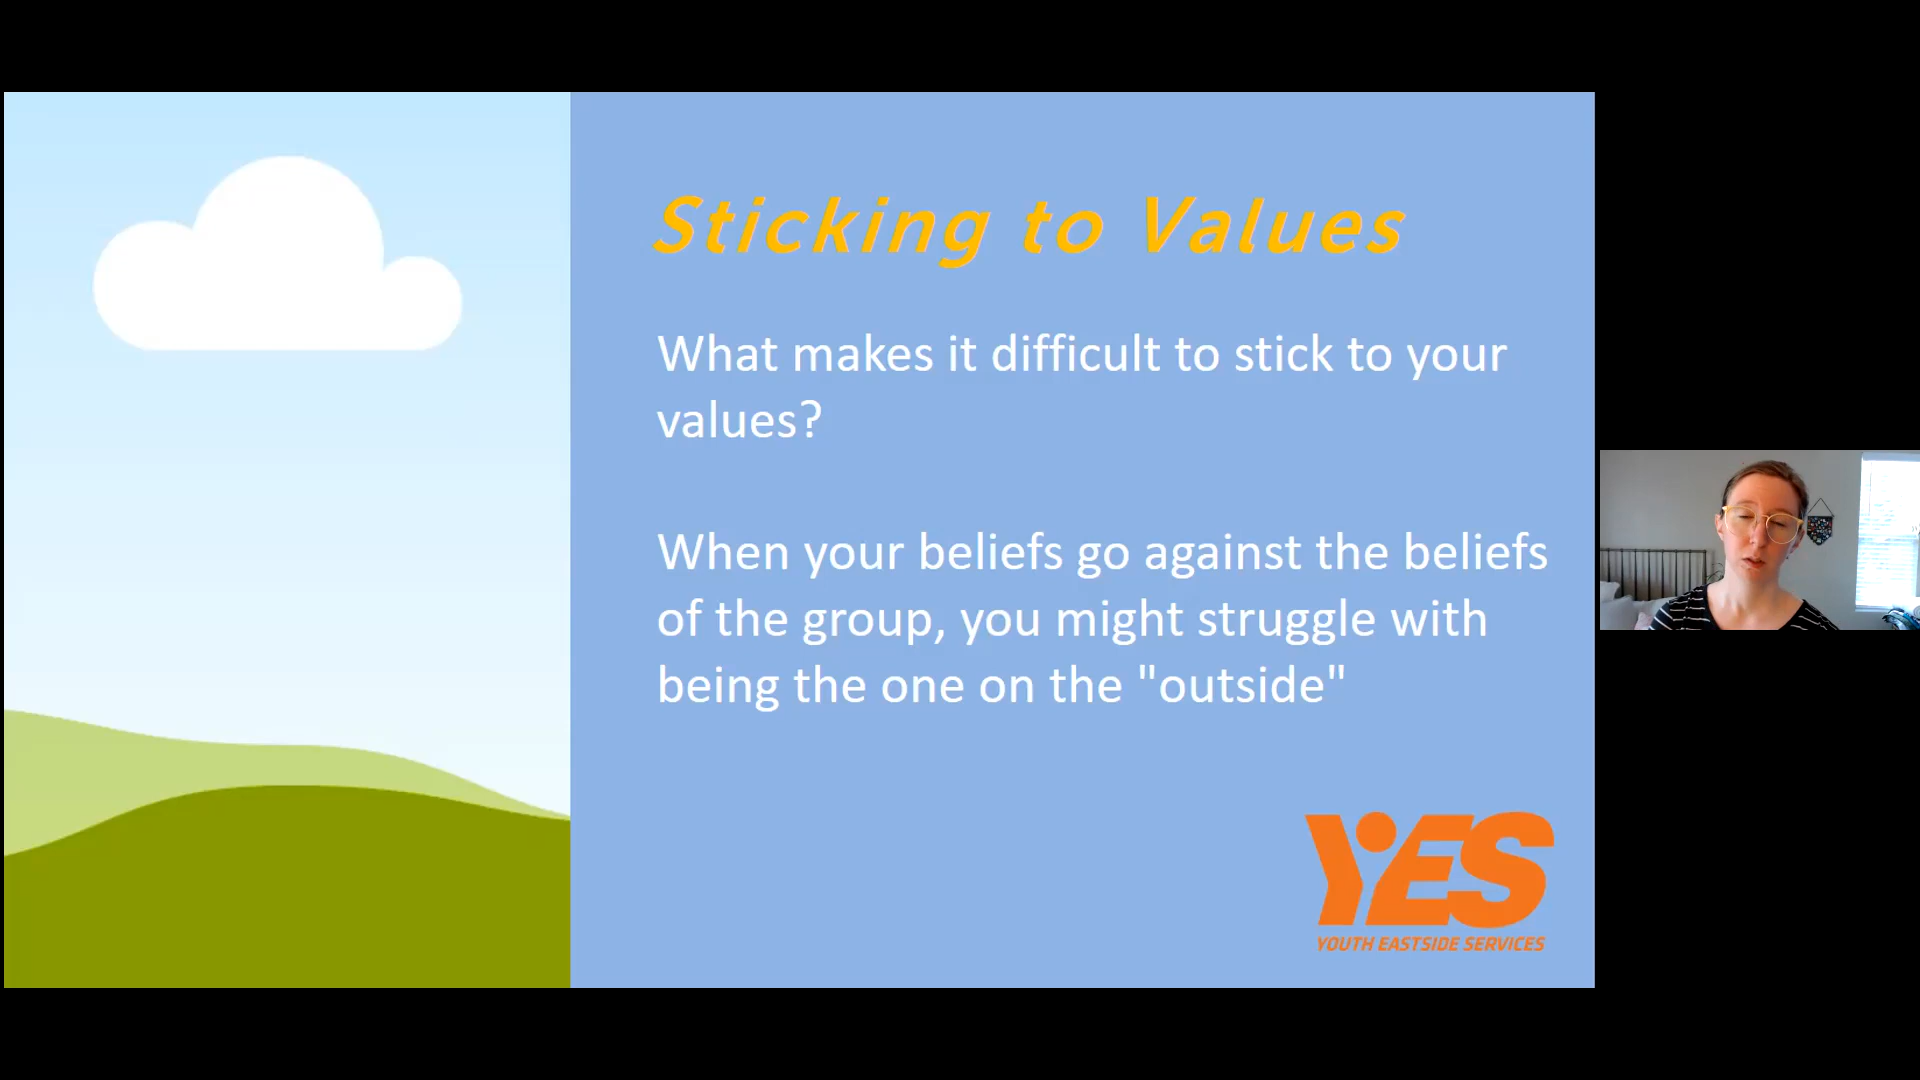 Sticking to Values
What makes it difficult to stick to your
values?
When your beliefs go against the beliefs
of the group, you might struggle with
being the one on the "outside"
YES
YOUTH EASTSIDE SERVICES